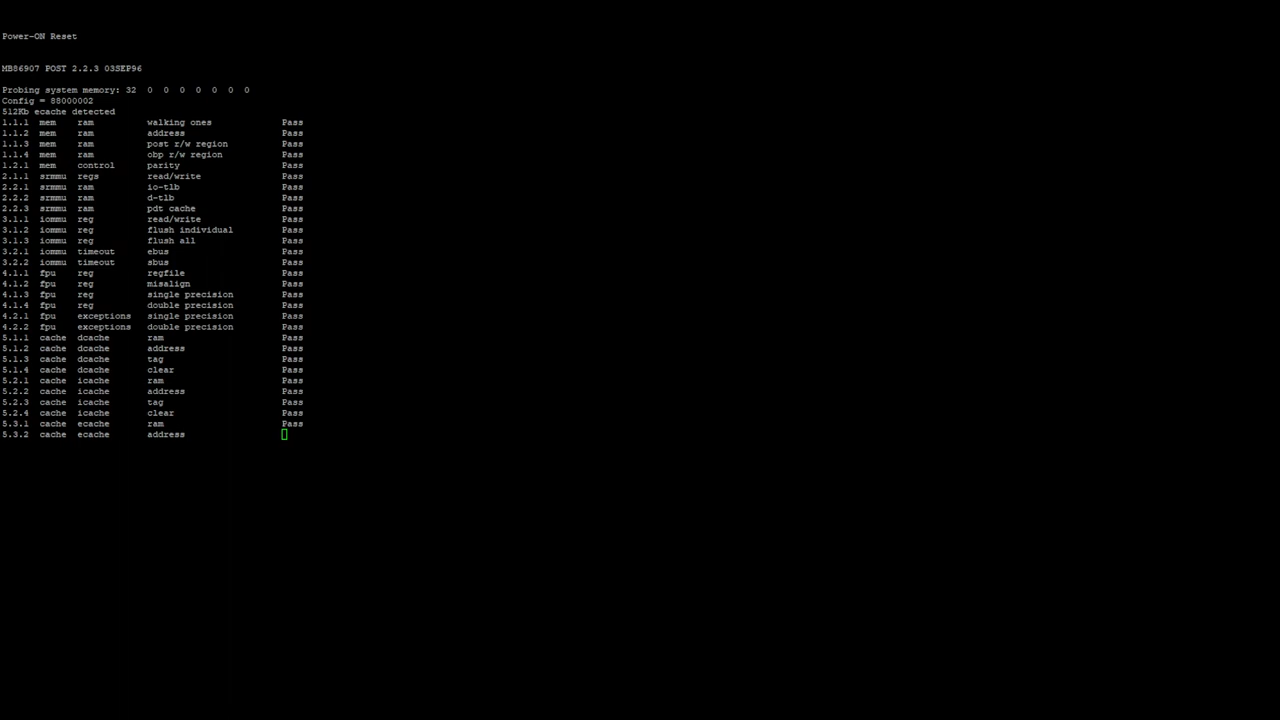 Power-ON Reset
MB86907 POST 2.2.3 03SEP96
Probing system memory: 32 0 0 0 0 0 0 0
Config = 88000002
512Kb ecache detected
1.1.1 mem ram walking ones Pass
1.1.2 mem ram address Pass
1.1.3 mem ram post r/w region Pass
1.1.4 mem ram obp r/w region Pass
1.2.1 mem control parity Pass
2.1.1 srmmu regs read/write Pass
2.2.1 srmmu ram io-tlb Pass
2.2.2 srmmu ram d-tlb Pass
2.2.3 srmmu ram pdt cache Pass
3.1.1 iommu reg read/write Pass
3.1.2 iommu reg flush individual Pass
3.1.3 iommu reg flush all Pass
3.2.1 iommu timeout ebus Pass
3.2.2 iommu timeout sbus Pass
4.1.1 fpu reg regfile Pass
4.1.2 fpu reg misalign Pass
4.1.3 fpu reg single precision Pass
4.1.4 fpu reg double precision Pass
4.2.1 fpu exceptions single precision Pass
4.2.2 fpu exceptions double precision Pass
5.1.1 cache dcache ram Pass
5.1.2 cache dcache address Pass
5.1.3 cache dcache tag Pass
5.1.4 cache dcache clear Pass
5.2.1 cache icache ram Pass
5.2.2 cache icache address Pass
5.2.3 cache icache tag Pass
5.2.4 cache icache clear Pass
5.3.1 cache ecache ram Pass
5.3.2 cache ecache address